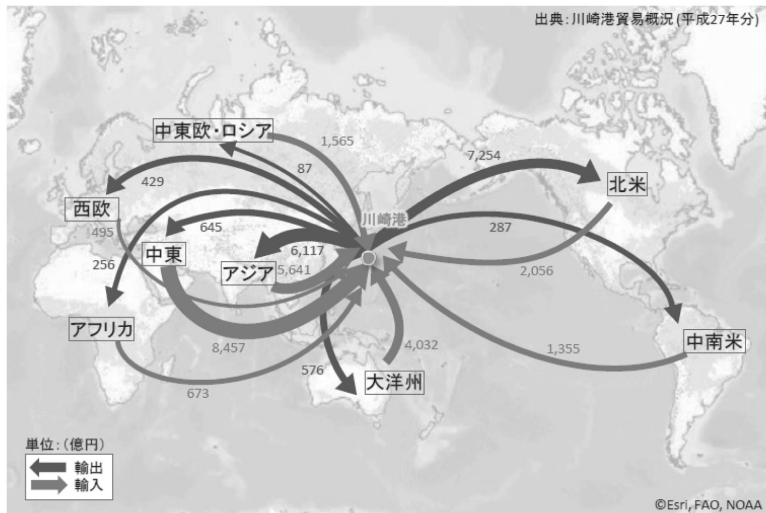 出典：川崎港貿易概況(平成27年分)
中東欧・ロシア
1,565
7,254
87
北米
429
西欧
川崎港
495
645
287
中東
6,117
2,056
256
アジア
5,641
アフリカ
8,457
4,032
1,355
中南米
576
大洋州
673
単位：(億円)
輸出
輸入
©Esri, FAO, NOAA